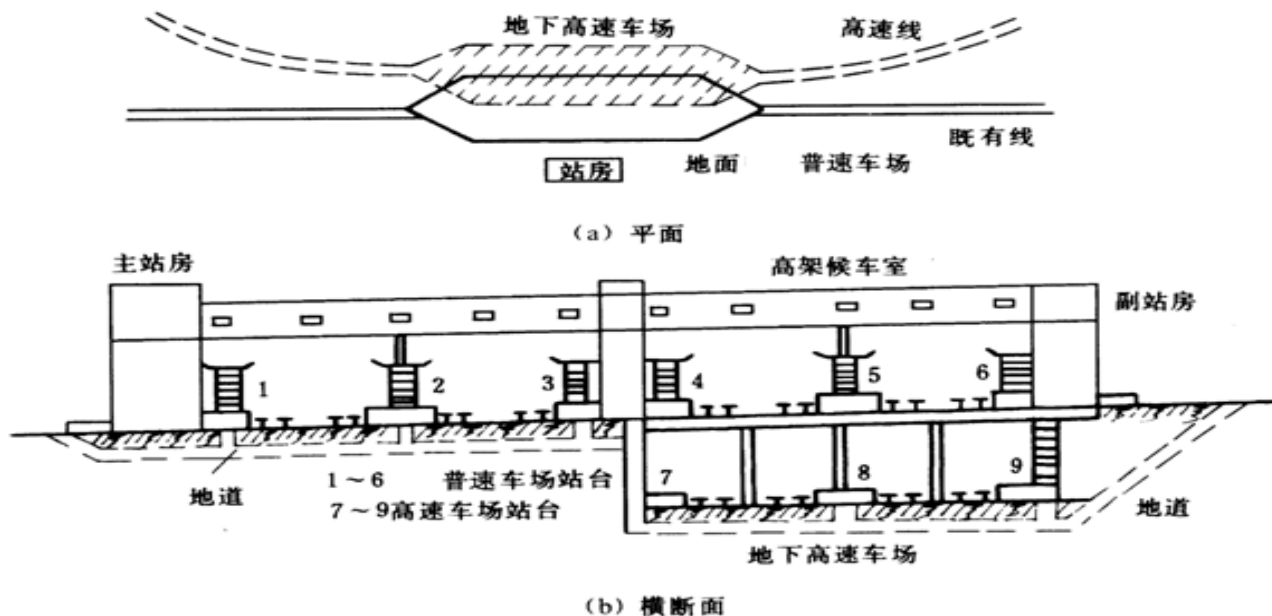 地下高速车场
高速线
既有线
站房
地面
普速车场
(a) 平面
主站房
高架候车室
副站房
1
2
3
4
5
6
7
8
9
地道
1～6 普速车场站台
7～9高速车场站台
地道
地下高速车场
(b) 横断面